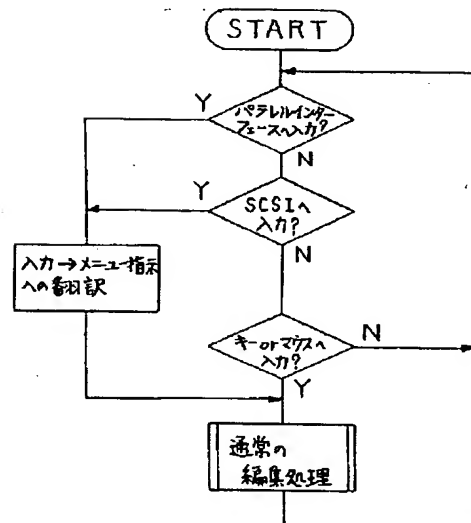 START
Y
パラレルインター
フェースへ入力?
N
Y
SCSIへ
入力?
N
入力→メニュー指示
への翻訳
キーorマウスへ
入力?
N
Y
通常の
編集処理